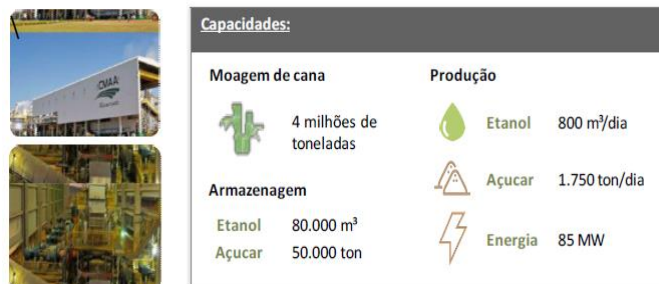 Capacidades:
Moagem de cana
4 milhões de
toneladas
Armazenagem
Etanol 80.000 m³
Açucar 50.000 ton
Produção
Etanol 800 m³/dia
Açucar 1.750 ton/dia
Energia 85 MW
CMAA